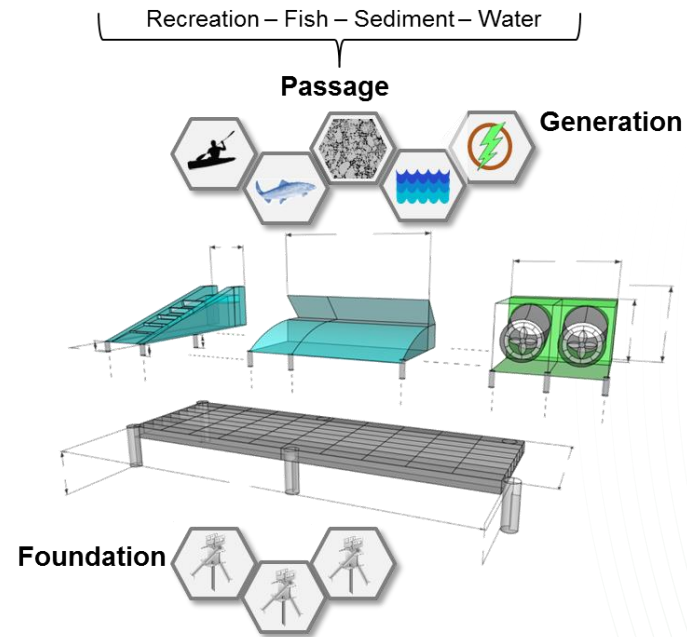 Recreation – Fish – Sediment – Water
Passage
Generation
Foundation